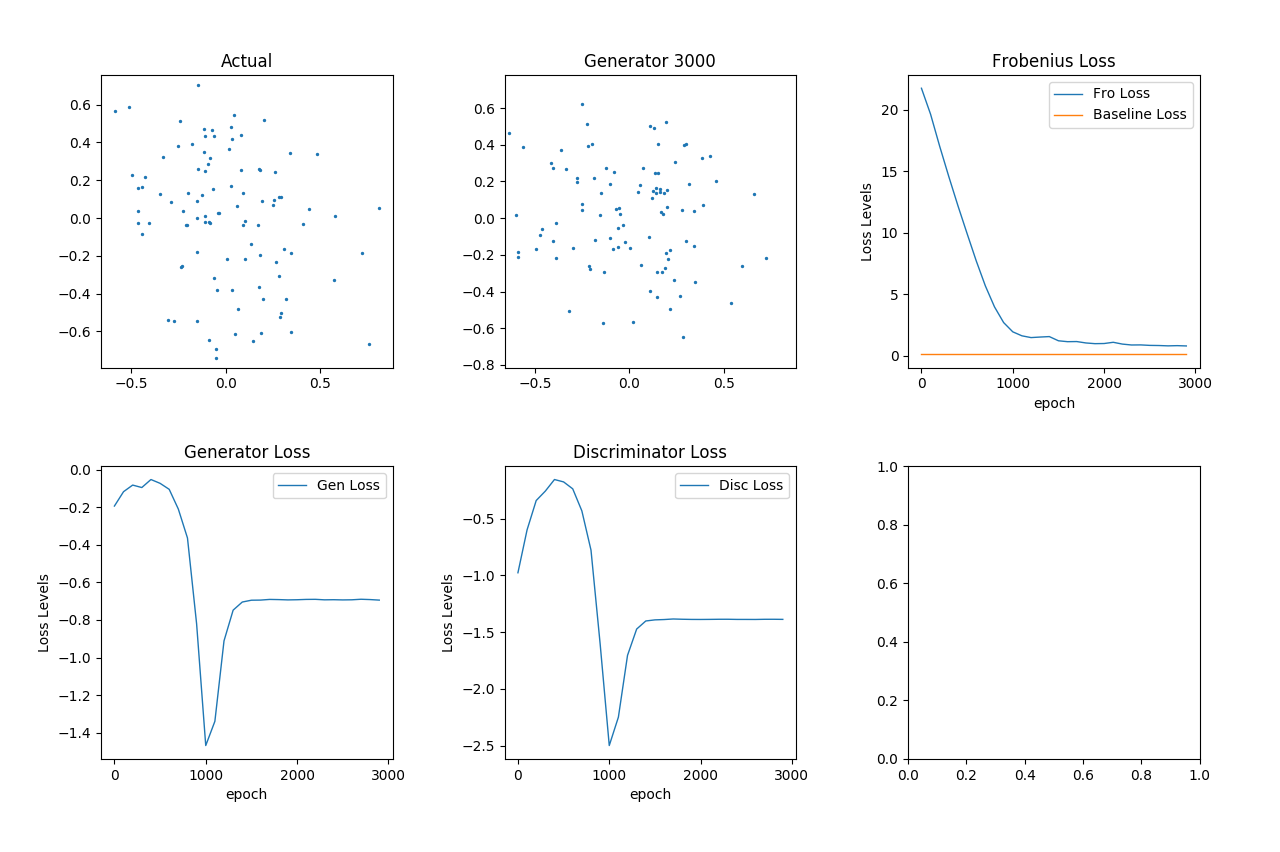 Actual
0.6
0.4
0.2
0.0
−0.2
−0.4
−0.6
−0.5 0.0 0.5
Generator 3000
0.6
0.4
0.2
0.0
−0.2
−0.4
−0.6
−0.8
−0.5 0.0 0.5
Frobenius Loss
Fro Loss
Baseline Loss
Loss Levels
20
15
10
5
0
0 1000 2000 3000
epoch
Generator Loss
Gen Loss
Loss Levels
0.0
−0.2
−0.4
−0.6
−0.8
−1.0
−1.2
−1.4
0 1000 2000 3000
epoch
Discriminator Loss
Disc Loss
Loss Levels
−0.5
−1.0
−1.5
−2.0
−2.5
0 1000 2000 3000
epoch
1.0
0.8
0.6
0.4
0.2
0.0
0.0 0.2 0.4 0.6 0.8 1.0